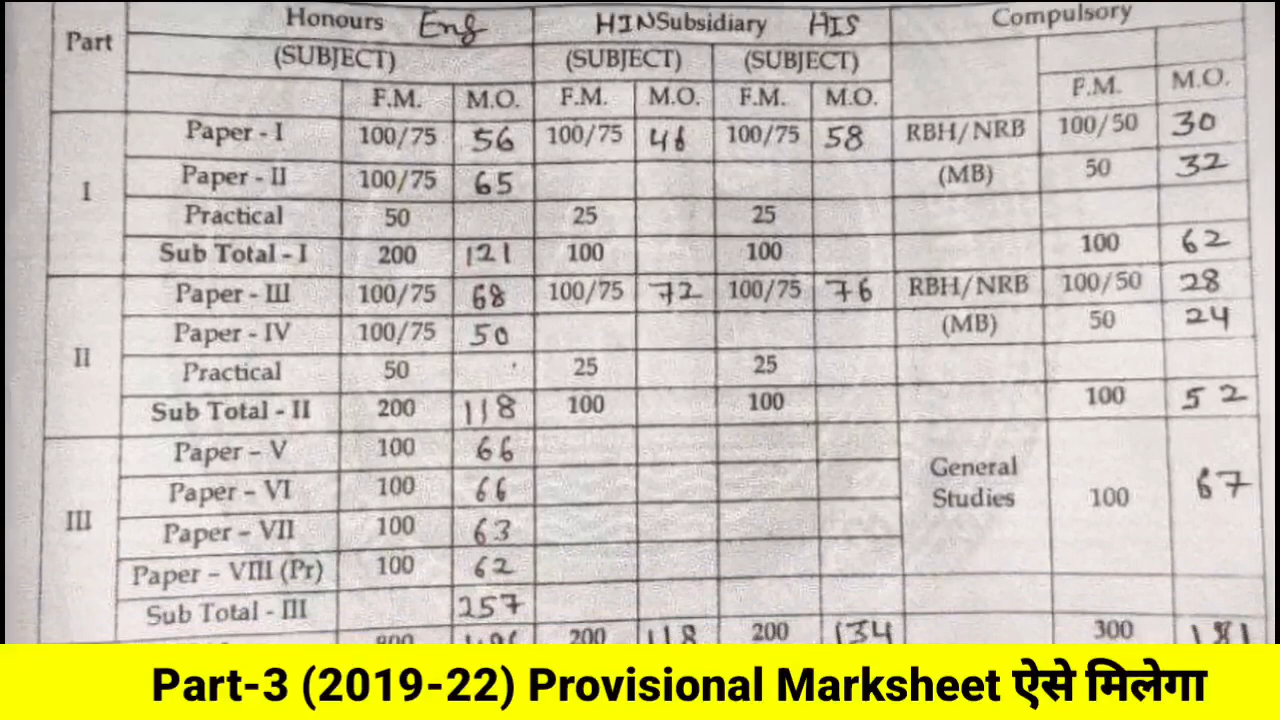 Part Honours Eng HIN Subsidiary HIS Compulsory
(SUBJECT) (SUBJECT) (SUBJECT)
F.M. M.O. F.M. M.O. F.M. M.O. F.M. M.O.
I Paper - I 100/75 56 100/75 46 100/75 58 RBH/NRB 100/50 30
Paper - II 100/75 65 (MB) 50 32
Practical 50 25 25
Sub Total - I 200 121 100 100 100 62
II Paper - III 100/75 68 100/75 72 100/75 76 RBH/NRB 100/50 28
Paper - IV 100/75 50 (MB) 50 24
Practical 50 25 25
Sub Total - II 200 118 100 100 100 52
III Paper - V 100 66 General Studies 100 67
Paper - VI 100 66
Paper - VII 100 63
Paper - VIII (Pr) 100 62
Sub Total - III 257
800 496 200 118 200 134 300 181
Part-3 (2019-22) Provisional Marksheet ऐसे मिलेगा